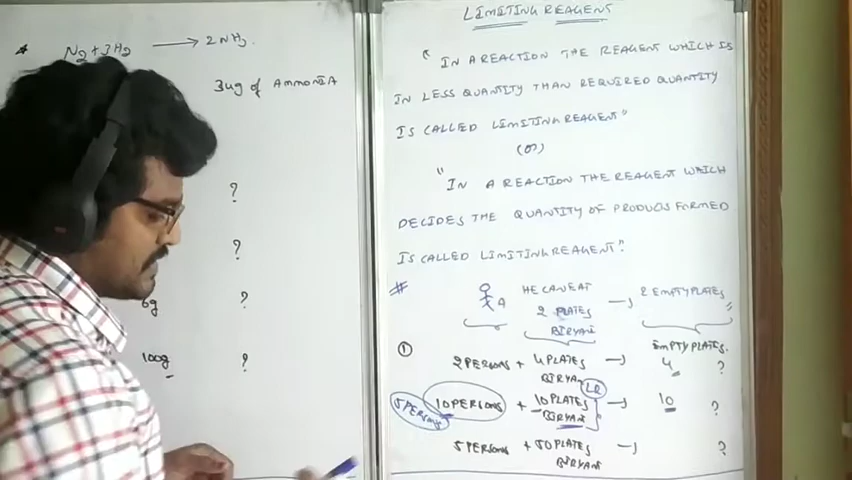 N2 + 3H2 → 2NH3.
34g of AMMONIA
?
?
6g ?
100g ?
LIMITING REAGENT
" IN A REACTION THE REAGENT WHICH IS
IN LESS QUANTITY THAN REQUIRED QUANTITY
IS CALLED LIMITING REAGENT"
(or)
"IN A REACTION THE REAGENT WHICH
DECIDES THE QUANTITY OF PRODUCTS FORMED
IS CALLED LIMITING REAGENT".
# A HE CAN EAT → 2 EMPTY PLATES
2 PLATES
BIRYANI
EMPTY PLATES.
① 2 PERSONS + 4 PLATES → 4 ?
BIRYANI
LR
5 PERSONS 10 PERSONS + 10 PLATES → 10 ?
BIRYANI
5 PERSONS + 50 PLATES → ?
BIRYANI